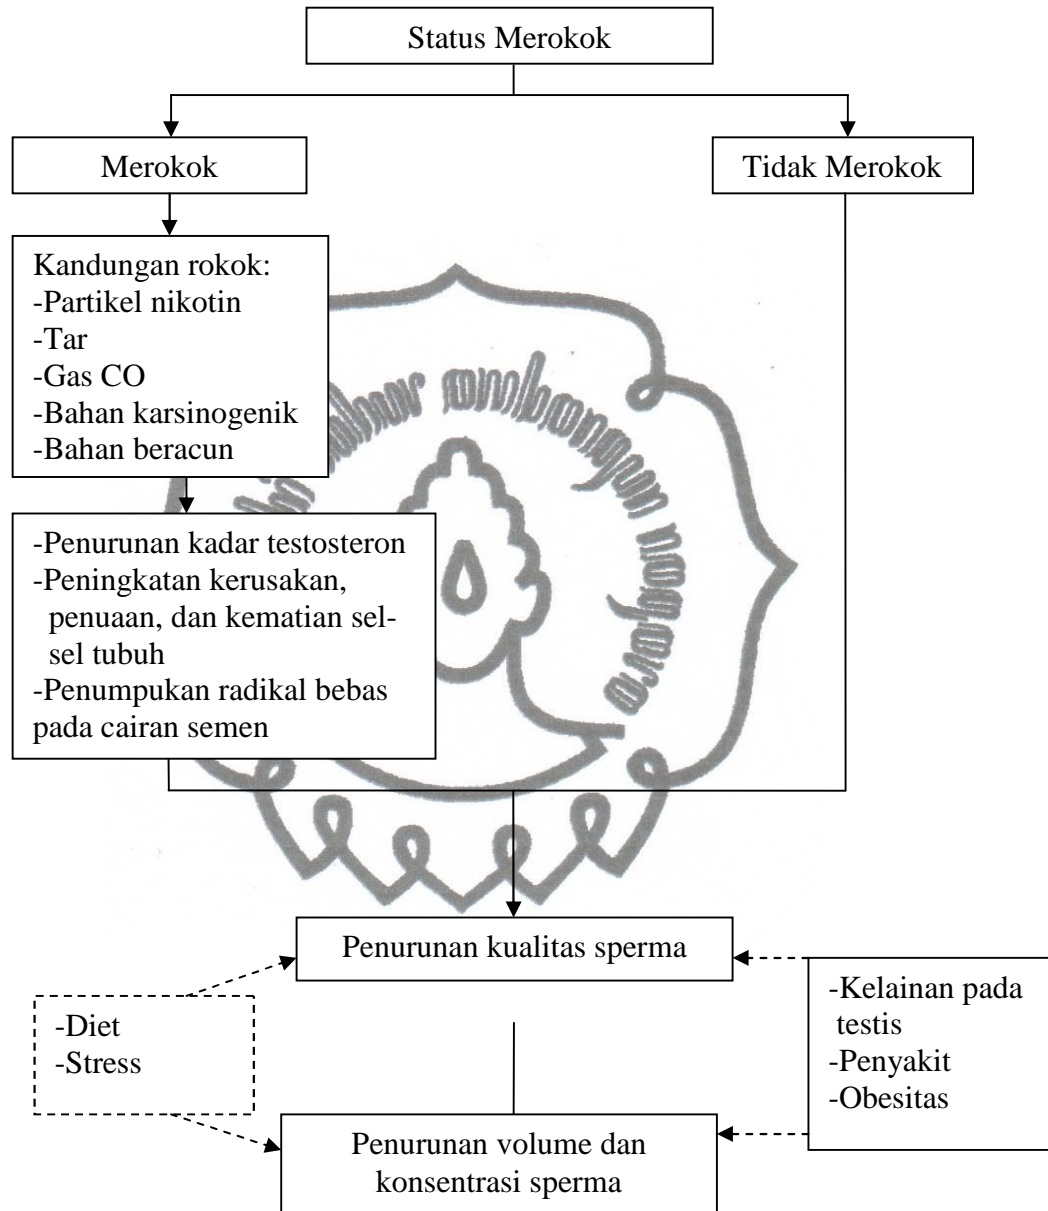 Status Merokok
Merokok
Tidak Merokok
Kandungan rokok:
-Partikel nikotin
-Tar
-Gas CO
-Bahan karsinogenik
-Bahan beracun
-Penurunan kadar testosteron
-Peningkatan kerusakan,
penuaan, dan kematian sel-
sel tubuh
-Penumpukan radikal bebas
pada cairan semen
Penurunan kualitas sperma
-Diet
-Stress
-Kelainan pada
testis
-Penyakit
-Obesitas
Penurunan volume dan
konsentrasi sperma